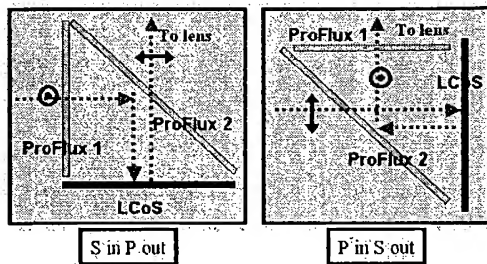 To lens
ProFlux 2
ProFlux 1
LCoS
S in P out
ProFlux 1
To lens
LCoS
ProFlux 2
P in S out